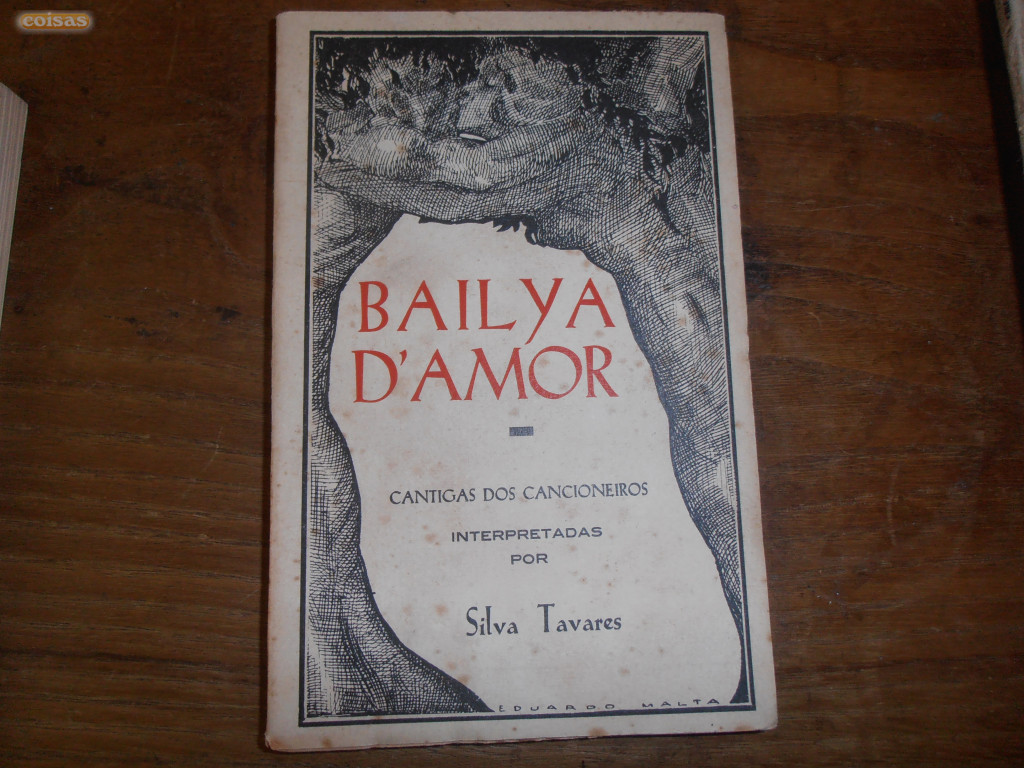 coisas
BAILYA
D'AMOR
CANTIGAS DOS CANCIONEIROS
INTERPRETADAS
POR
Silva Tavares
EDUARDO MALTA